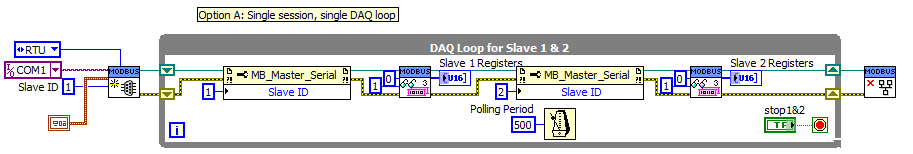 Option A: Single session, single DAQ loop
DAQ Loop for Slave 1 & 2
RTU
COM1
Slave ID 1
MODBUS
MB_Master_Serial
Slave ID
1
1 0
MODBUS
Slave 1 Registers
U16
MB_Master_Serial
Slave ID
2
1 0
MODBUS
Slave 2 Registers
U16
MODBUS
Polling Period
500
stop1&2
TF
i